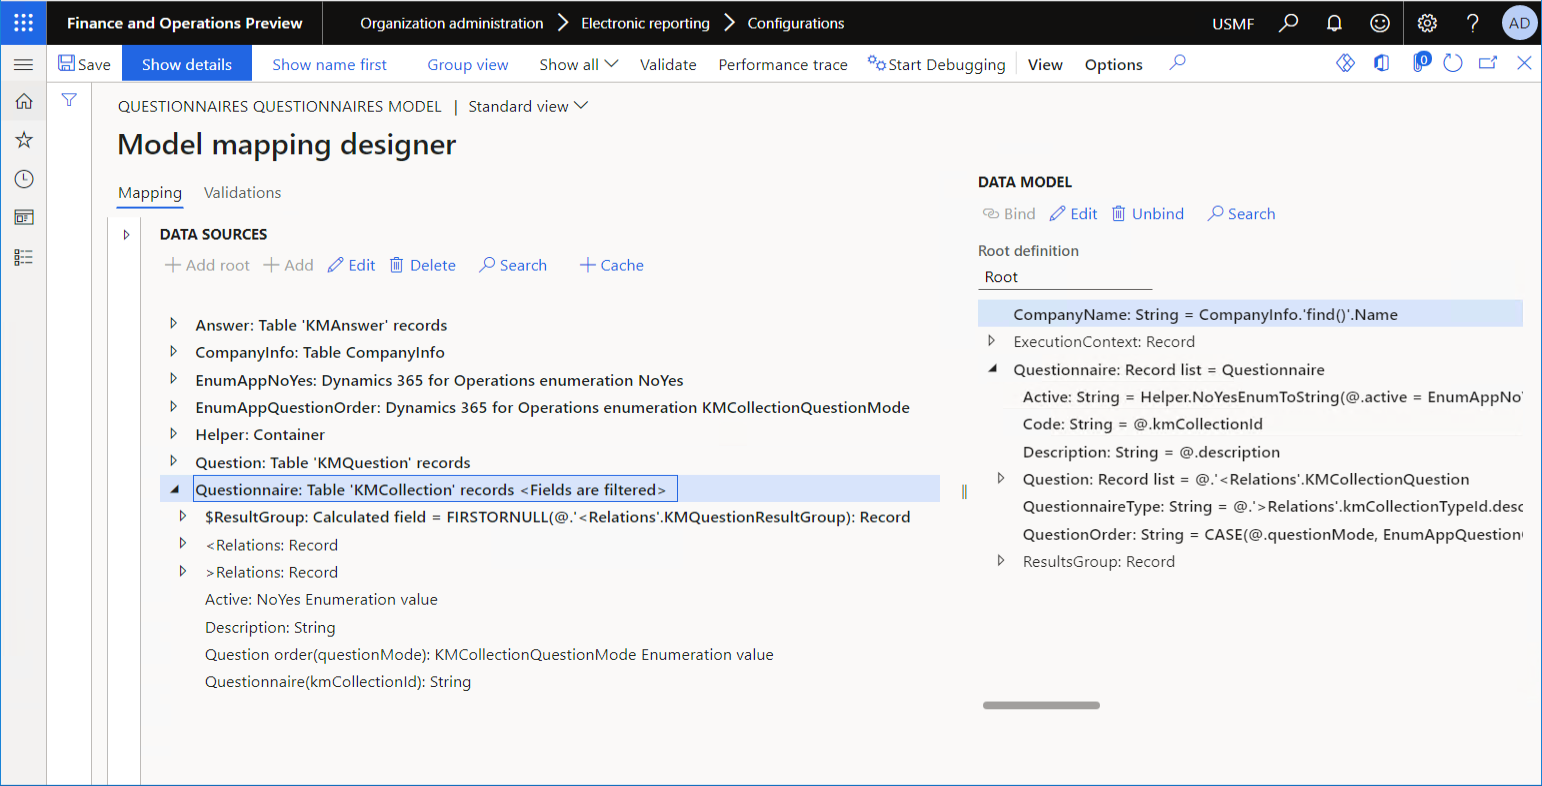 Finance and Operations Preview
Organization administration > Electronic reporting > Configurations
USMF
? AD
Save Show details Show name first Group view Show all Validate Performance trace Start Debugging View Options 0
QUESTIONNAIRES QUESTIONNAIRES MODEL | Standard view
Model mapping designer
Mapping Validations
DATA SOURCES
+ Add root + Add Edit Delete Search + Cache
Answer: Table 'KMAnswer' records
CompanyInfo: Table CompanyInfo
EnumAppNoYes: Dynamics 365 for Operations enumeration NoYes
EnumAppQuestionOrder: Dynamics 365 for Operations enumeration KMCollectionQuestionMode
Helper: Container
Question: Table 'KMQuestion' records
Questionnaire: Table 'KMCollection' records <Fields are filtered>
$ResultGroup: Calculated field = FIRSTORNULL(@.'<Relations'.KMQuestionResultGroup): Record
<Relations: Record
>Relations: Record
Active: NoYes Enumeration value
Description: String
Question order(questionMode): KMCollectionQuestionMode Enumeration value
Questionnaire(kmCollectionId): String
DATA MODEL
Bind Edit Unbind Search
Root definition
Root
CompanyName: String = CompanyInfo.'find()'.Name
ExecutionContext: Record
Questionnaire: Record list = Questionnaire
Active: String = Helper.NoYesEnumToString(@.active = EnumAppNoY
Code: String = @.kmCollectionId
Description: String = @.description
Question: Record list = @.'<Relations'.KMCollectionQuestion
QuestionnaireType: String = @.'>Relations'.kmCollectionTypeId.desc
QuestionOrder: String = CASE(@.questionMode, EnumAppQuestionO
ResultsGroup: Record